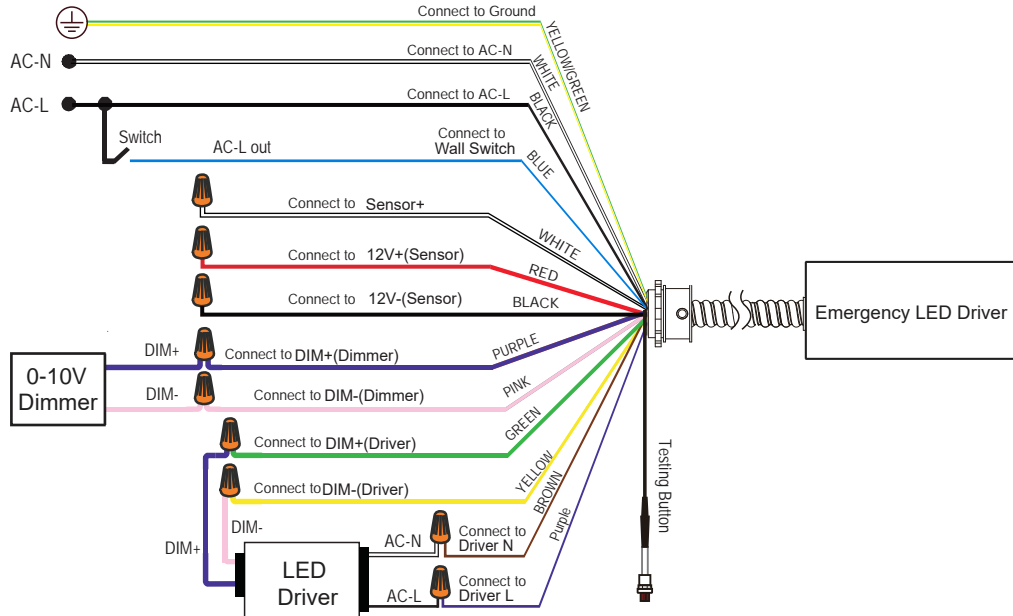 Connect to Ground
YELLOW/GREEN
AC-N
Connect to AC-N
WHITE
AC-L
Connect to AC-L
BLACK
Switch
AC-L out
Connect to
Wall Switch
BLUE
Connect to Sensor+
WHITE
Connect to 12V+(Sensor)
RED
Connect to 12V-(Sensor)
BLACK
Emergency LED Driver
0-10V
Dimmer
DIM+
Connect to DIM+(Dimmer)
PURPLE
DIM-
Connect to DIM-(Dimmer)
PINK
Connect to DIM+(Driver)
GREEN
Connect to DIM-(Driver)
YELLOW
BROWN
Purple
Testing Button
DIM-
DIM+
LED
Driver
AC-N
Connect to
Driver N
AC-L
Connect to
Driver L